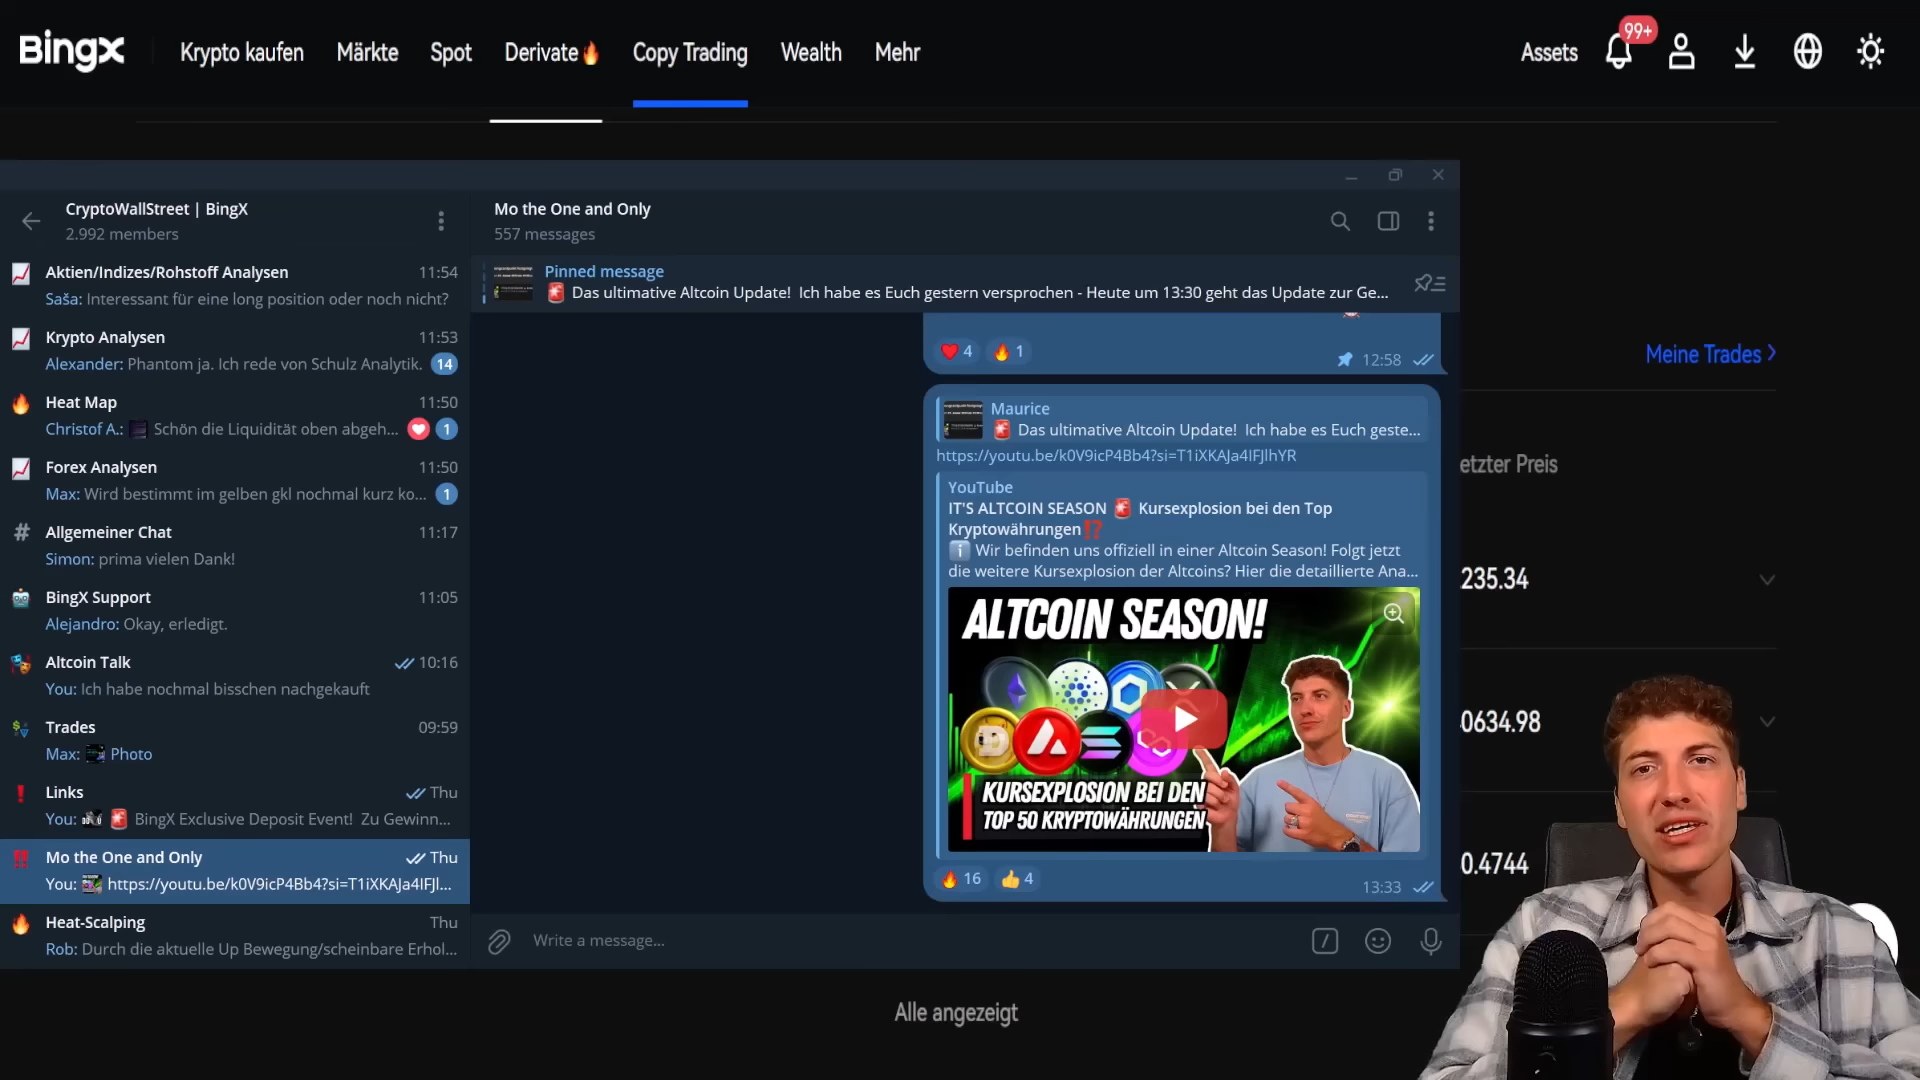 BingX
Krypto kaufen
Märkte
Spot
Derivate🔥
Copy Trading
Wealth
Mehr
Assets
99+
CryptoWallStreet | BingX
2.992 members
Aktien/Indizes/Rohstoff Analysen 11:54
Saša: Interessant für eine long position oder noch nicht?
Krypto Analysen 11:53
Alexander: Phantom ja. Ich rede von Schulz Analytik. 14
Heat Map 11:50
Christof A.: Schön die Liquidität oben abgeh... 1
Forex Analysen 11:50
Max: Wird bestimmt im gelben gkl nochmal kurz ko... 1
# Allgemeiner Chat 11:17
Simon: prima vielen Dank!
BingX Support 11:05
Alejandro: Okay, erledigt.
Altcoin Talk 10:16
You: Ich habe nochmal bisschen nachgekauft
Trades 09:59
Max: Photo
Links Thu
You: 🚨 BingX Exclusive Deposit Event! Zu Gewinn...
Mo the One and Only Thu
You: https://youtu.be/k0V9icP4Bb4?si=T1iXKAJa4IFJl...
Heat-Scalping Thu
Rob: Durch die aktuelle Up Bewegung/scheinbare Erhol...
Mo the One and Only
557 messages
Pinned message
🚨 Das ultimative Altcoin Update! Ich habe es Euch gestern versprochen - Heute um 13:30 geht das Update zur Ge...
❤️ 4 🔥 1
12:58
Maurice
🚨 Das ultimative Altcoin Update! Ich habe es Euch geste...
https://youtu.be/k0V9icP4Bb4?si=T1iXKAJa4IFJlhYR
YouTube
IT'S ALTCOIN SEASON 🚨 Kursexplosion bei den Top
Kryptowährungen⁉️
ℹ️ Wir befinden uns offiziell in einer Altcoin Season! Folgt jetzt
die weitere Kursexplosion der Altcoins? Hier die detaillierte Ana...
ALTCOIN SEASON!
KURSEXPLOSION BEI DEN
TOP 50 KRYPTOWÄHRUNGEN
🔥 16 👍 4
13:33
Write a message...
Meine Trades
etzter Preis
235.34
0634.98
0.4744
Alle angezeigt